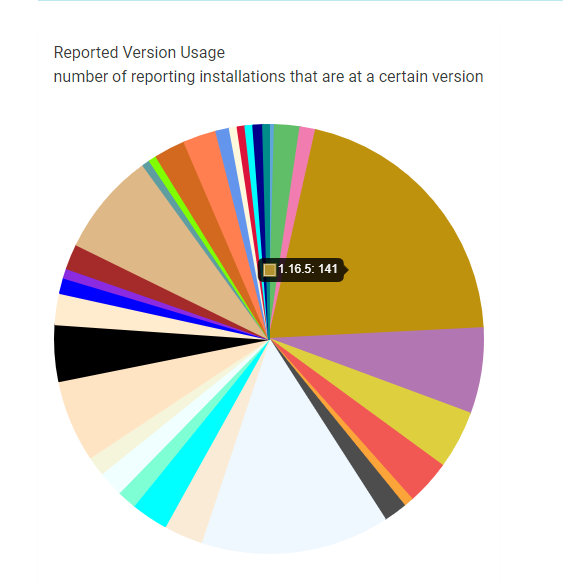 Reported Version Usage
number of reporting installations that are at a certain version
1.16.5: 141